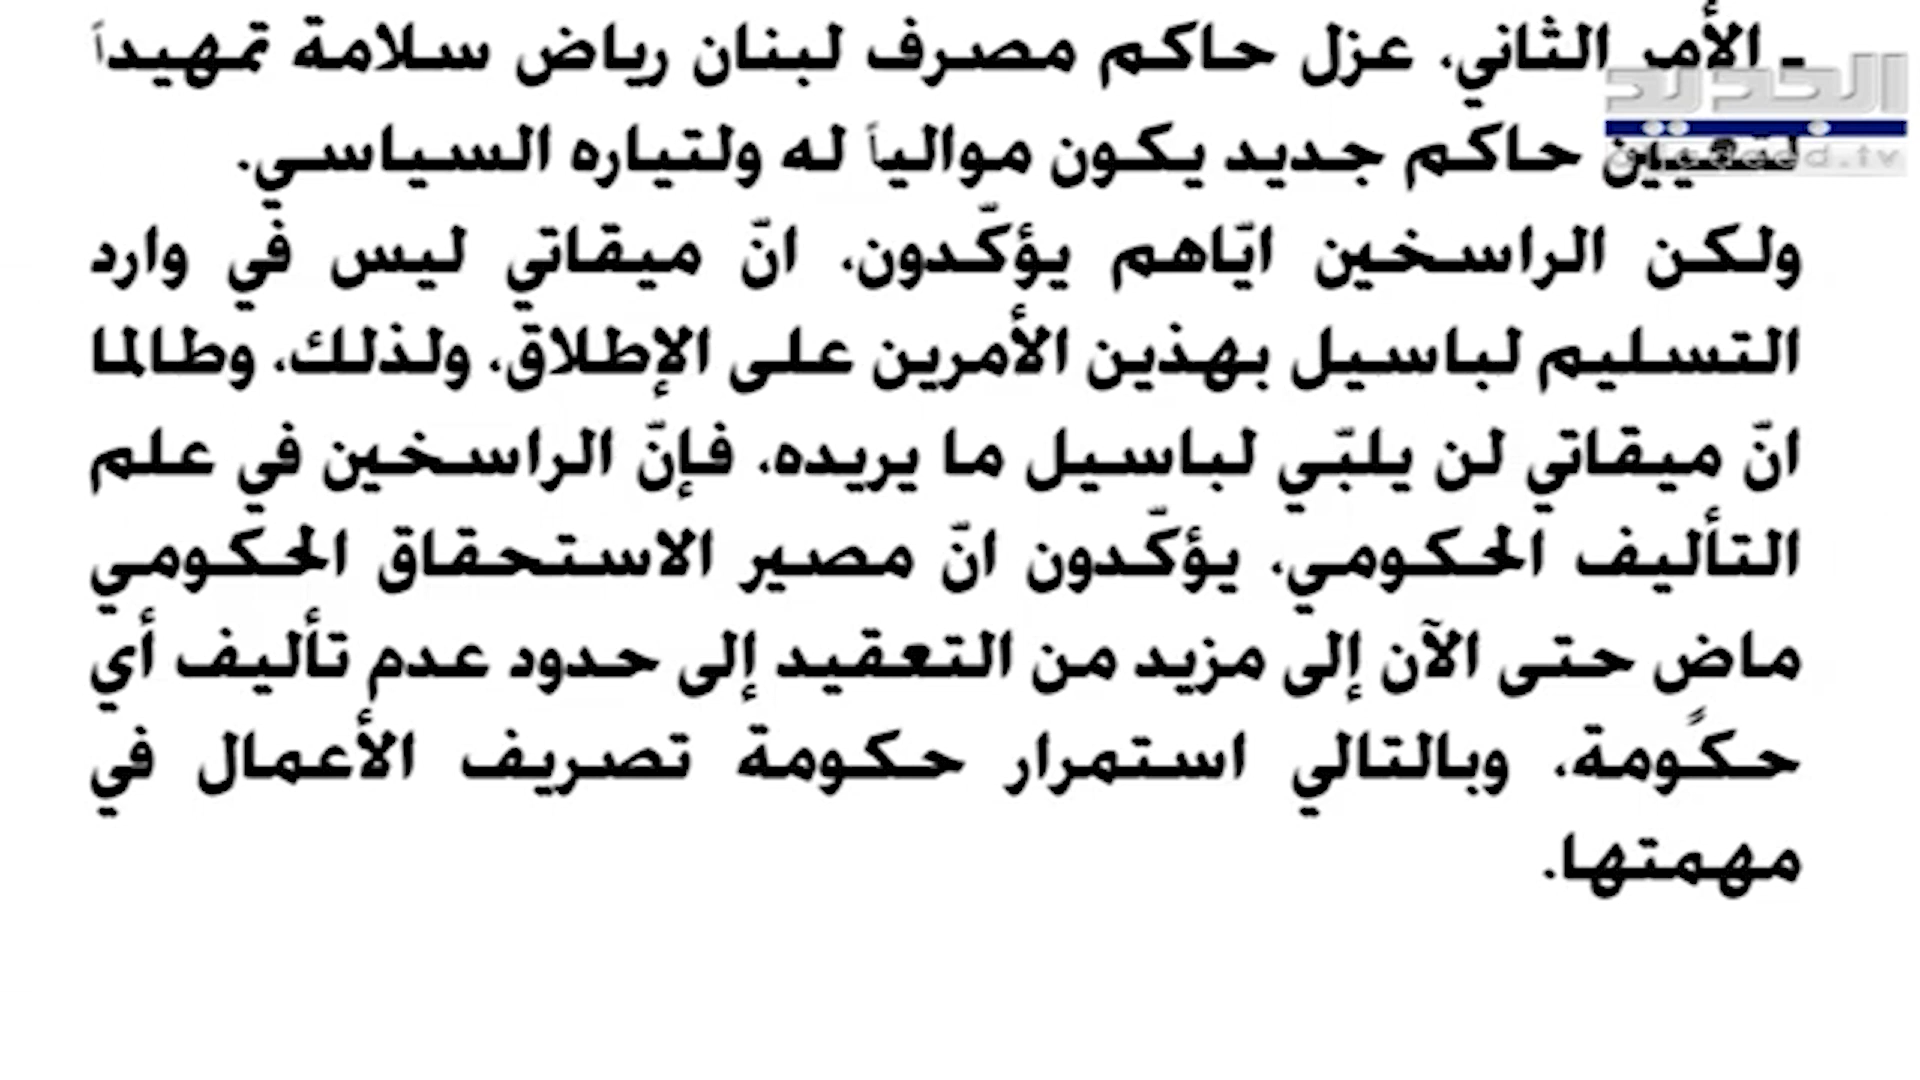 - الأمر الثاني، عزل حاكم مصرف لبنان رياض سلامة تمهيداً
لتعيين حاكم جديد يكون موالياً له ولتياره السياسي.
ولكن الراسخين ايّاهم يؤكّدون، انّ ميقاتي ليس في وارد
التسليم لباسيل بهذين الأمرين على الإطلاق، ولذلك، وطالما
انّ ميقاتي لن يلبّي لباسيل ما يريده، فإنّ الراسخين في علم
التأليف الحكومي، يؤكّدون انّ مصير الاستحقاق الحكومي
ماضٍ حتى الآن إلى مزيد من التعقيد إلى حدود عدم تأليف أي
حكومة، وبالتالي استمرار حكومة تصريف الأعمال في
مهمتها.
الجديد
aljadeed.tv